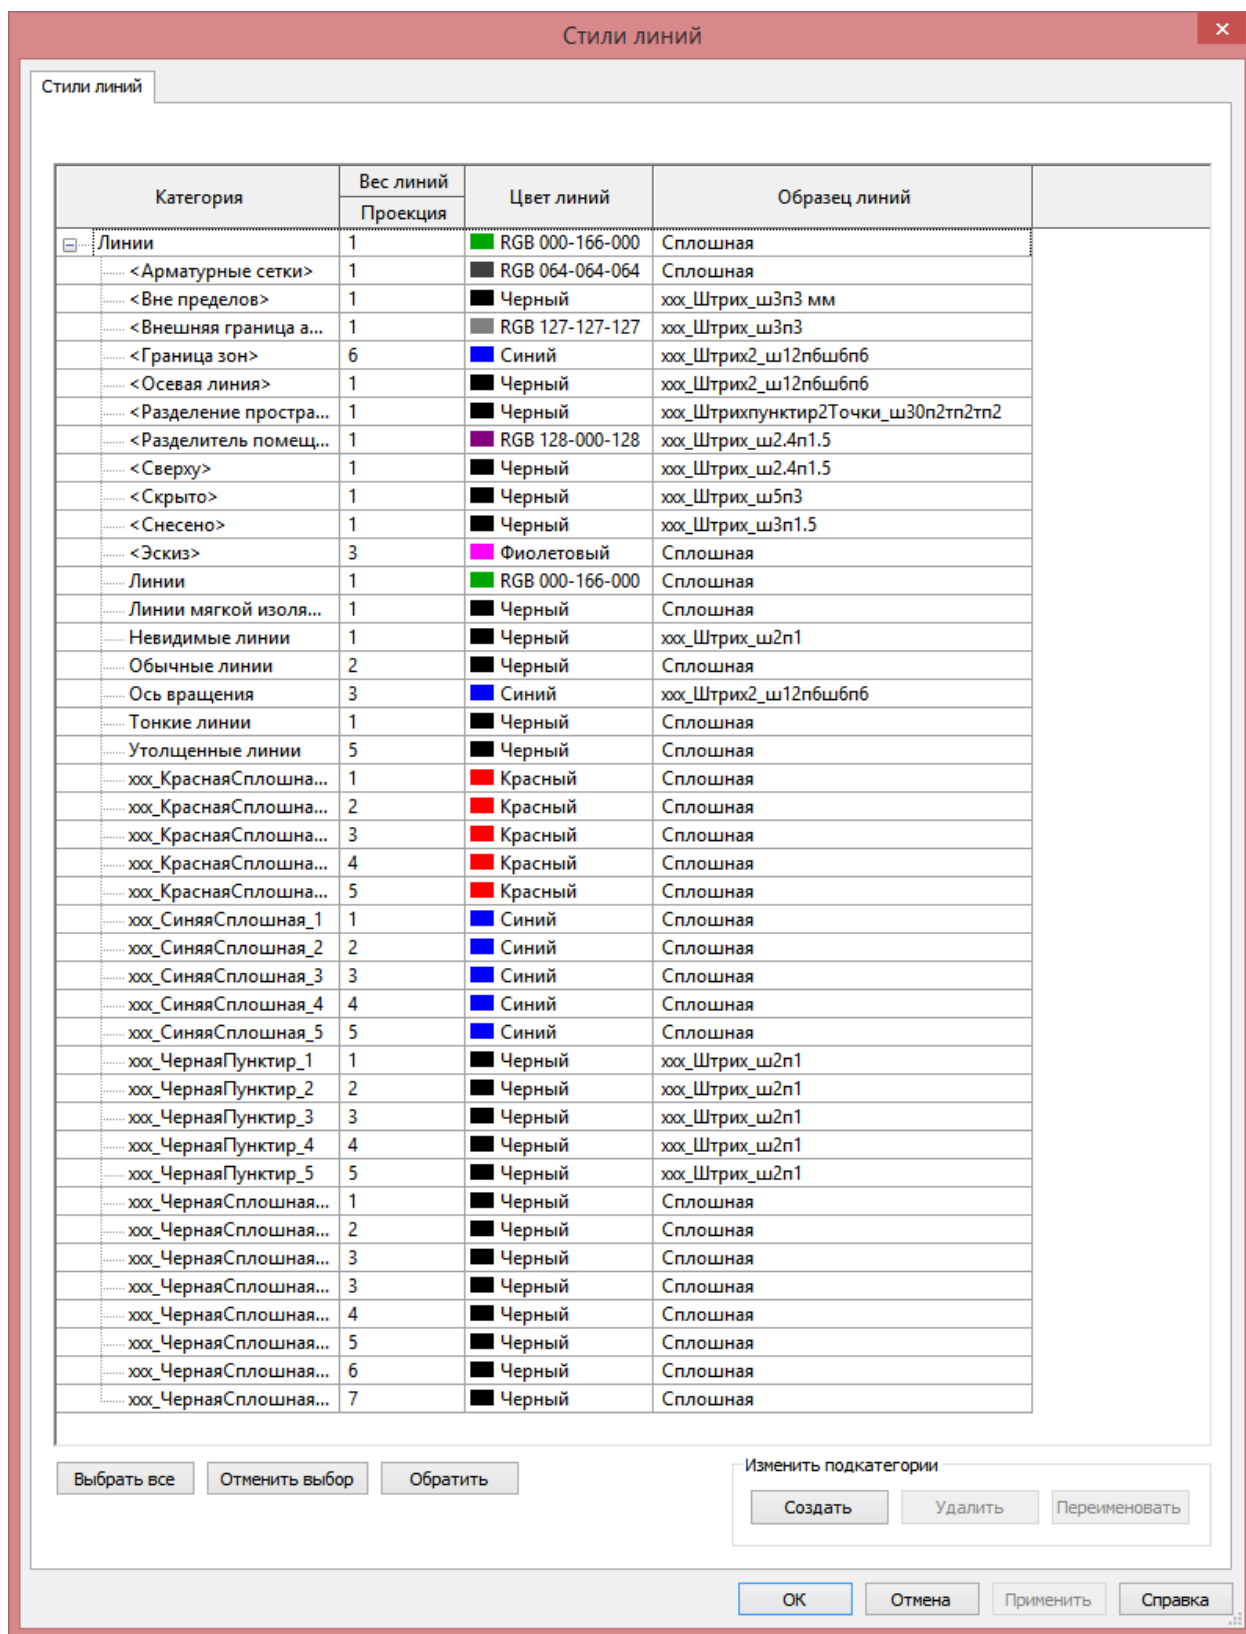 Стили линий
Стили линий
Категория Вес линий Цвет линий Образец линий
Проекция
Линии 1 RGB 000-166-000 Сплошная
<Арматурные сетки> 1 RGB 064-064-064 Сплошная
<Вне пределов> 1 Черный xxx_Штрих_ш3п3 мм
<Внешняя граница а... 1 RGB 127-127-127 xxx_Штрих_ш3п3
<Граница зон> 6 Синий xxx_Штрих2_ш12п6ш6п6
<Осевая линия> 1 Черный xxx_Штрих2_ш12п6ш6п6
<Разделение простра... 1 Черный xxx_Штрихпунктир2Точки_ш30п2тп2тп2
<Разделитель помещ... 1 RGB 128-000-128 xxx_Штрих_ш2.4п1.5
<Сверху> 1 Черный xxx_Штрих_ш2.4п1.5
<Скрыто> 1 Черный xxx_Штрих_ш5п3
<Снесено> 1 Черный xxx_Штрих_ш3п1.5
<Эскиз> 3 Фиолетовый Сплошная
Линии 1 RGB 000-166-000 Сплошная
Линии мягкой изоля... 1 Черный Сплошная
Невидимые линии 1 Черный xxx_Штрих_ш2п1
Обычные линии 2 Черный Сплошная
Ось вращения 3 Синий xxx_Штрих2_ш12п6ш6п6
Тонкие линии 1 Черный Сплошная
Утолщенные линии 5 Черный Сплошная
xxx_КраснаяСплошна... 1 Красный Сплошная
xxx_КраснаяСплошна... 2 Красный Сплошная
xxx_КраснаяСплошна... 3 Красный Сплошная
xxx_КраснаяСплошна... 4 Красный Сплошная
xxx_КраснаяСплошна... 5 Красный Сплошная
xxx_СиняяСплошная_1 1 Синий Сплошная
xxx_СиняяСплошная_2 2 Синий Сплошная
xxx_СиняяСплошная_3 3 Синий Сплошная
xxx_СиняяСплошная_4 4 Синий Сплошная
xxx_СиняяСплошная_5 5 Синий Сплошная
xxx_ЧернаяПунктир_1 1 Черный xxx_Штрих_ш2п1
xxx_ЧернаяПунктир_2 2 Черный xxx_Штрих_ш2п1
xxx_ЧернаяПунктир_3 3 Черный xxx_Штрих_ш2п1
xxx_ЧернаяПунктир_4 4 Черный xxx_Штрих_ш2п1
xxx_ЧернаяПунктир_5 5 Черный xxx_Штрих_ш2п1
xxx_ЧернаяСплошная... 1 Черный Сплошная
xxx_ЧернаяСплошная... 2 Черный Сплошная
xxx_ЧернаяСплошная... 3 Черный Сплошная
xxx_ЧернаяСплошная... 3 Черный Сплошная
xxx_ЧернаяСплошная... 4 Черный Сплошная
xxx_ЧернаяСплошная... 5 Черный Сплошная
xxx_ЧернаяСплошная... 6 Черный Сплошная
xxx_ЧернаяСплошная... 7 Черный Сплошная
Выбрать все Отменить выбор Обратить
Изменить подкатегории
Создать Удалить Переименовать
ОК Отмена Применить Справка